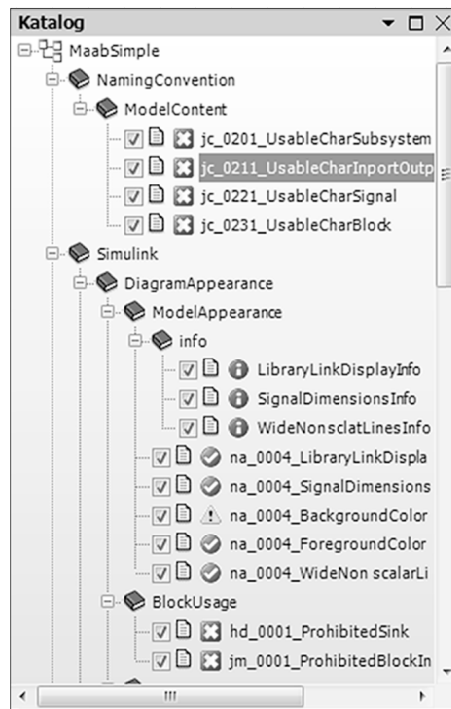 Katalog
MaabSimple
NamingConvention
ModelContent
jc_0201_UsableCharSubsystem
jc_0211_UsableCharInportOutp
jc_0221_UsableCharSignal
jc_0231_UsableCharBlock
Simulink
DiagramAppearance
ModelAppearance
info
LibraryLinkDisplayInfo
SignalDimensionsInfo
WideNonsclatLinesInfo
na_0004_LibraryLinkDispla
na_0004_SignalDimensions
na_0004_BackgroundColor
na_0004_ForegroundColor
na_0004_WideNon scalarLi
BlockUsage
hd_0001_ProhibitedSink
jm_0001_ProhibitedBlockIn